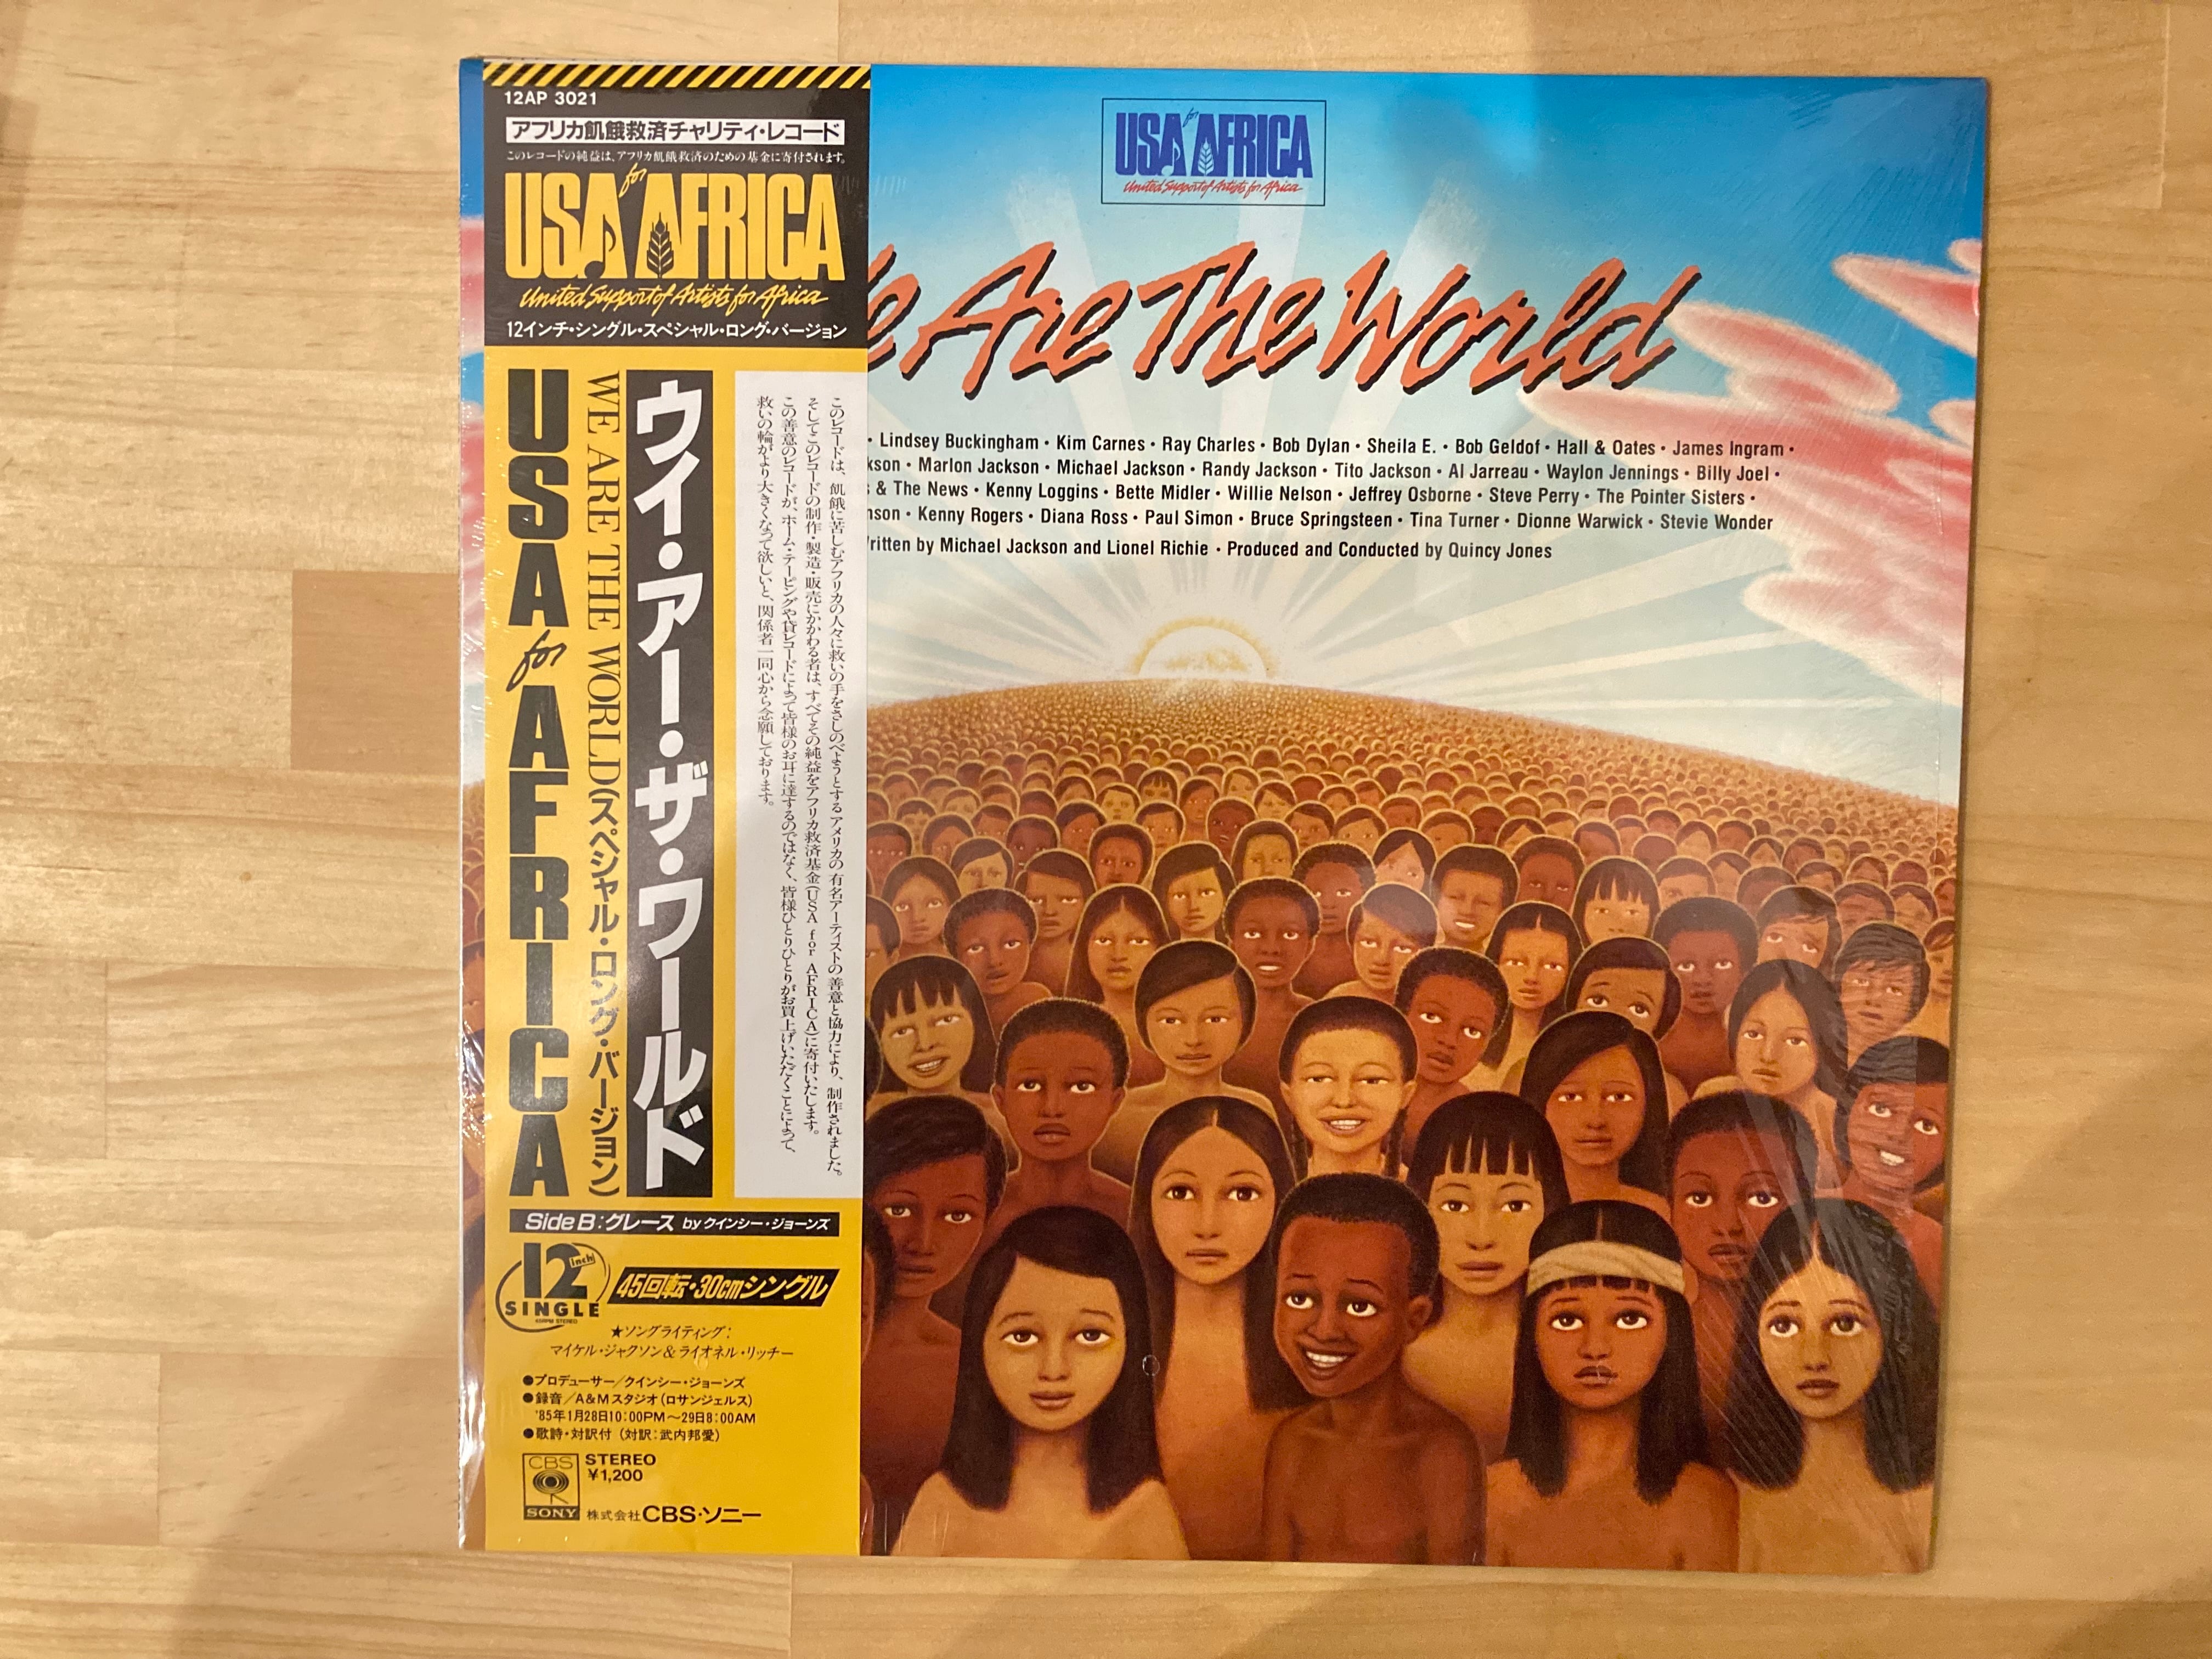 12AP 3021
アフリカ飢餓救済チャリティ・レコード
このレコードの純益は、アフリカ飢餓救済のための基金に寄付されます。
USA for AFRICA
United Support of Artists for Africa
12インチ・シングル・スペシャル・ロング・バージョン
ウイ・アー・ザ・ワールド
WE ARE THE WORLD(スペシャル・ロング・バージョン)
USA for AFRICA
このレコードは、飢餓に苦しむアフリカの人々に救いの手をさしのべようとするアメリカの有名アーティストの善意と協力により、制作されました。
そしてこのレコードの制作・製造・販売にかかわる者は、すべてその純益をアフリカ救済基金(USA for AFRICA)に寄付いたします。
この善意のレコードが、ホーム・テーピングや貸レコードによって皆様のお耳に達するのではなく、皆様ひとりひとりがお買上げいただくことによって、
救いの輪がより大きくなって欲しいと、関係者一同心から念願しております。
Side B:グレース by クインシー・ジョーンズ
12 inch
SINGLE
45RPM STEREO
45回転・30cmシングル
★ソングライティング:
マイケル・ジャクソン&ライオネル・リッチー
●プロデューサー/クインシー・ジョーンズ
●録音/A&Mスタジオ(ロサンジェルス)
'85年1月28日10:00PM〜29日8:00AM
●歌詩・対訳付(対訳:武内邦愛)
CBS
SONY
STEREO
¥1,200
株式会社CBS・ソニー
USA for AFRICA
United Support of Artists for Africa
e Are The World
• Lindsey Buckingham • Kim Carnes • Ray Charles • Bob Dylan • Sheila E. • Bob Geldof • Hall & Oates • James Ingram •
kson • Marlon Jackson • Michael Jackson • Randy Jackson • Tito Jackson • Al Jarreau • Waylon Jennings • Billy Joel •
s & The News • Kenny Loggins • Bette Midler • Willie Nelson • Jeffrey Osborne • Steve Perry • The Pointer Sisters •
nson • Kenny Rogers • Diana Ross • Paul Simon • Bruce Springsteen • Tina Turner • Dionne Warwick • Stevie Wonder
ritten by Michael Jackson and Lionel Richie • Produced and Conducted by Quincy Jones